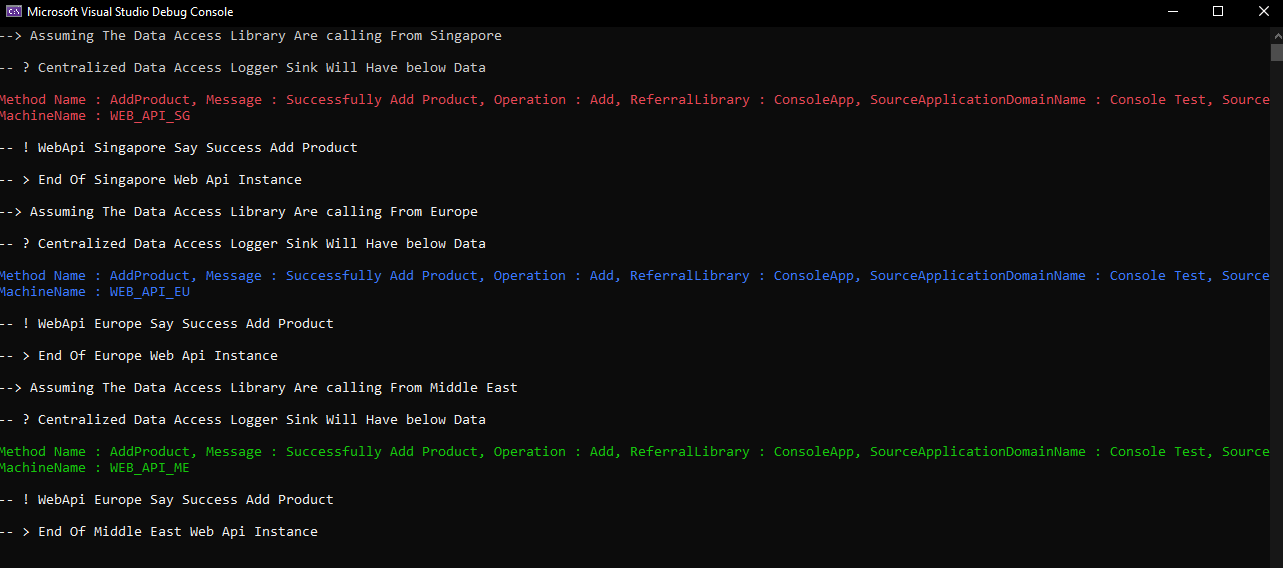 Microsoft Visual Studio Debug Console
--> Assuming The Data Access Library Are calling From Singapore
-- ? Centralized Data Access Logger Sink Will Have below Data
Method Name : AddProduct, Message : Successfully Add Product, Operation : Add, ReferralLibrary : ConsoleApp, SourceApplicationDomainName : Console Test, Source
MachineName : WEB_API_SG
-- ! WebApi Singapore Say Success Add Product
-- > End Of Singapore Web Api Instance
--> Assuming The Data Access Library Are calling From Europe
-- ? Centralized Data Access Logger Sink Will Have below Data
Method Name : AddProduct, Message : Successfully Add Product, Operation : Add, ReferralLibrary : ConsoleApp, SourceApplicationDomainName : Console Test, Source
MachineName : WEB_API_EU
-- ! WebApi Europe Say Success Add Product
-- > End Of Europe Web Api Instance
--> Assuming The Data Access Library Are calling From Middle East
-- ? Centralized Data Access Logger Sink Will Have below Data
Method Name : AddProduct, Message : Successfully Add Product, Operation : Add, ReferralLibrary : ConsoleApp, SourceApplicationDomainName : Console Test, Source
MachineName : WEB_API_ME
-- ! WebApi Europe Say Success Add Product
-- > End Of Middle East Web Api Instance